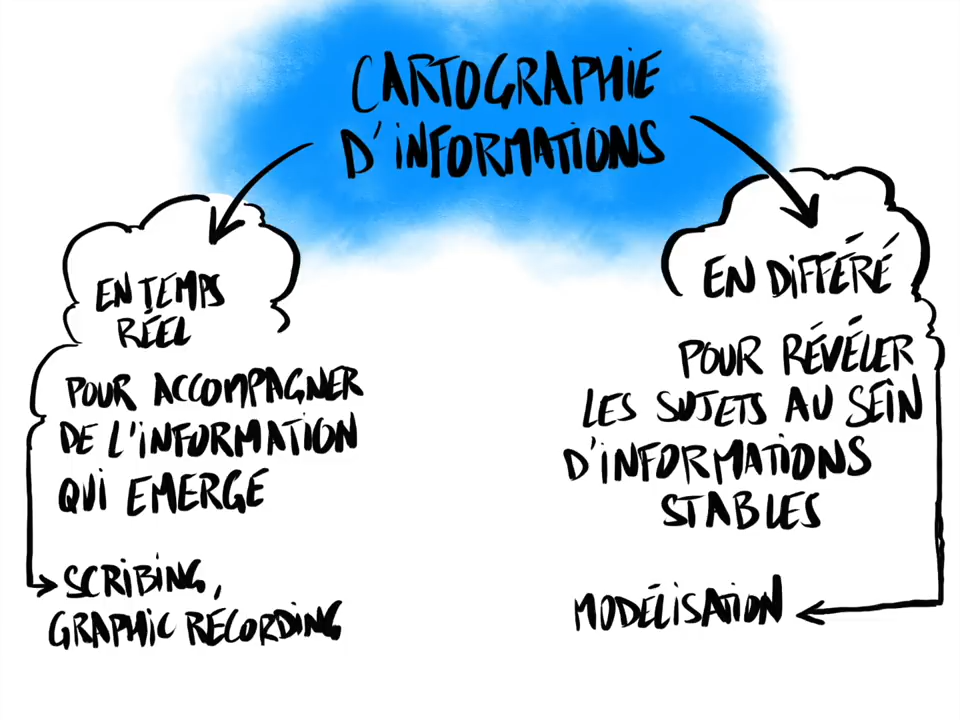 CARTOGRAPHIE
D'INFORMATIONS
EN TEMPS
RÉEL
POUR ACCOMPAGNER
DE L'INFORMATION
QUI EMERGE
SCRIBING,
GRAPHIC RECORDING
EN DIFFÉRÉ
POUR RÉVÉLER
LES SUJETS AU SEIN
D'INFORMATIONS
STABLES
MODÉLISATION